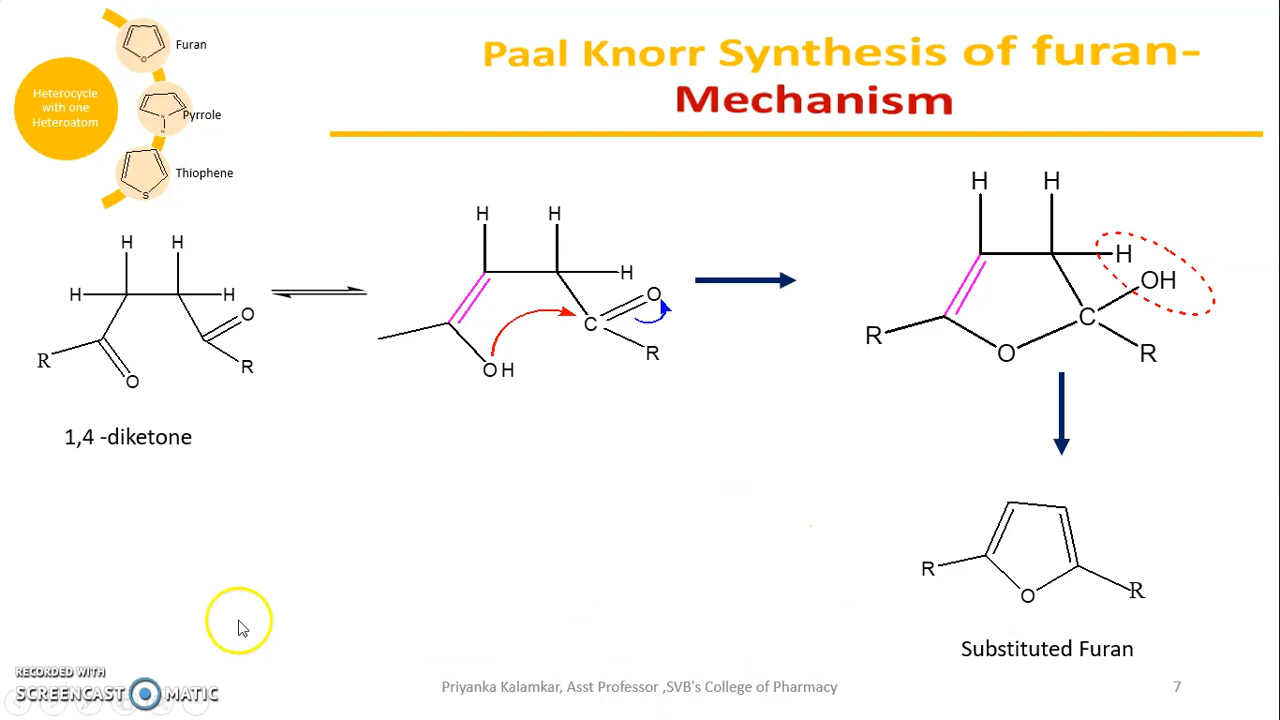 Paal Knorr Synthesis of furan-
Mechanism
Heterocycle
with one
Heteroatom
O
Furan
N
H
Pyrrole
S
Thiophene
H H
H H
O
R
R
O
1,4 -diketone
H H
H
O
C
R
O H
H H
H
OH
C
R
O
R
R
O
R
Substituted Furan
RECORDED WITH
SCREENCAST MATIC
Priyanka Kalamkar, Asst Professor ,SVB's College of Pharmacy
7